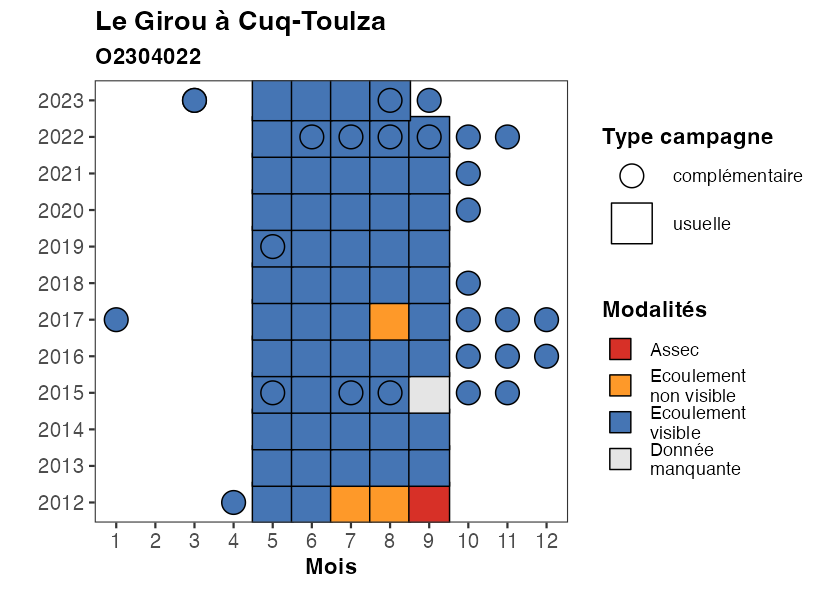 Le Girou à Cuq-Toulza
O2304022
2023
2022
2021
2020
2019
2018
2017
2016
2015
2014
2013
2012
1 2 3 4 5 6 7 8 9 10 11 12
Mois
Type campagne
complémentaire
usuelle
Modalités
Assec
Ecoulement
non visible
Ecoulement
visible
Donnée
manquante